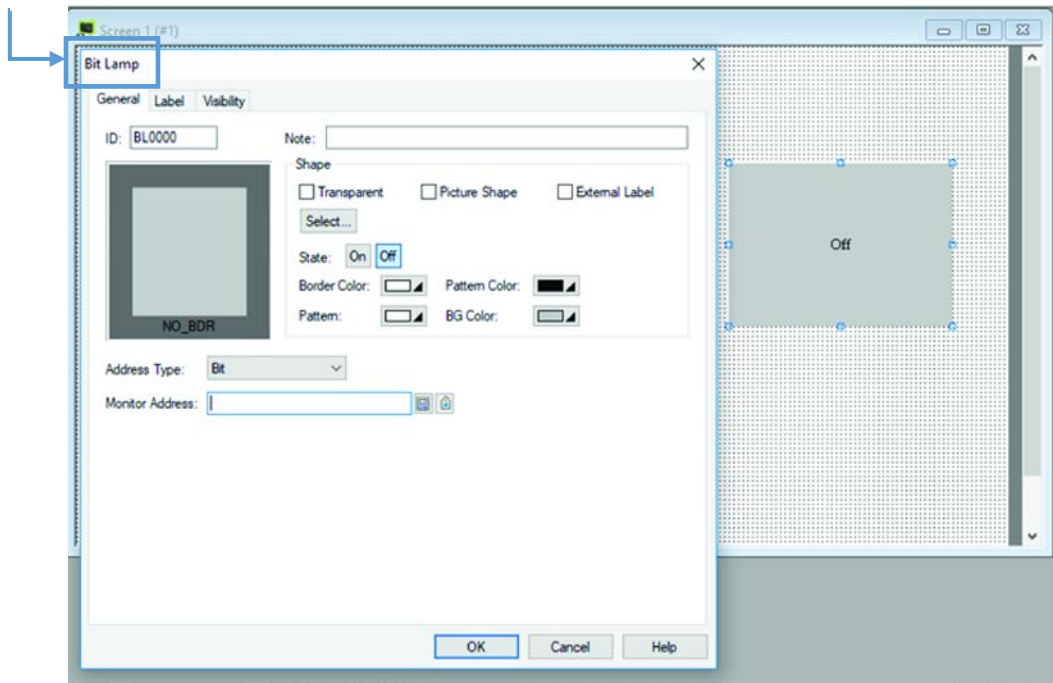 Screen 1 (#1)
Bit Lamp
General Label Visibility
ID: BL0000 Note:
Shape
Transparent Picture Shape External Label
Select...
State: On Off
Border Color: Pattern Color:
Pattern: BG Color:
NO_BDR
Address Type: Bit
Monitor Address:
OK Cancel Help
Off